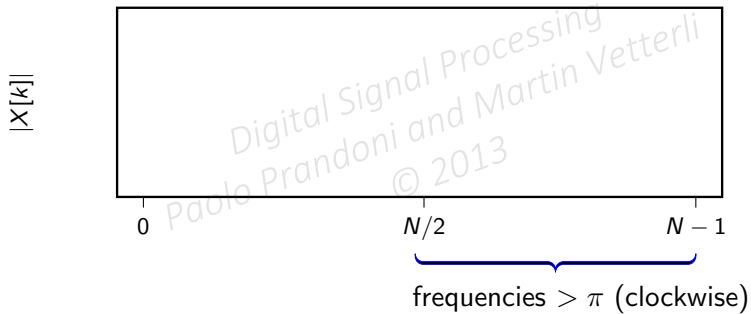 |X[k]|
Digital Signal Processing
Paolo Prandoni and Martin Vetterli
© 2013
0 N/2 N − 1
frequencies > π (clockwise)